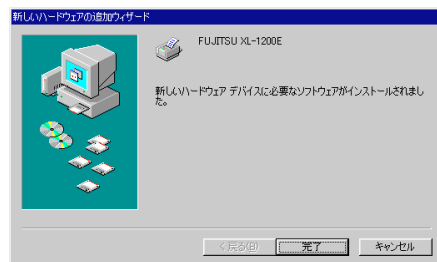 新しいハードウェアの追加ウィザード
FUJITSU XL-1200E
新しいハードウェア デバイスに必要なソフトウェアがインストールされまし
た。
< 戻る(B)
完了
キャンセル